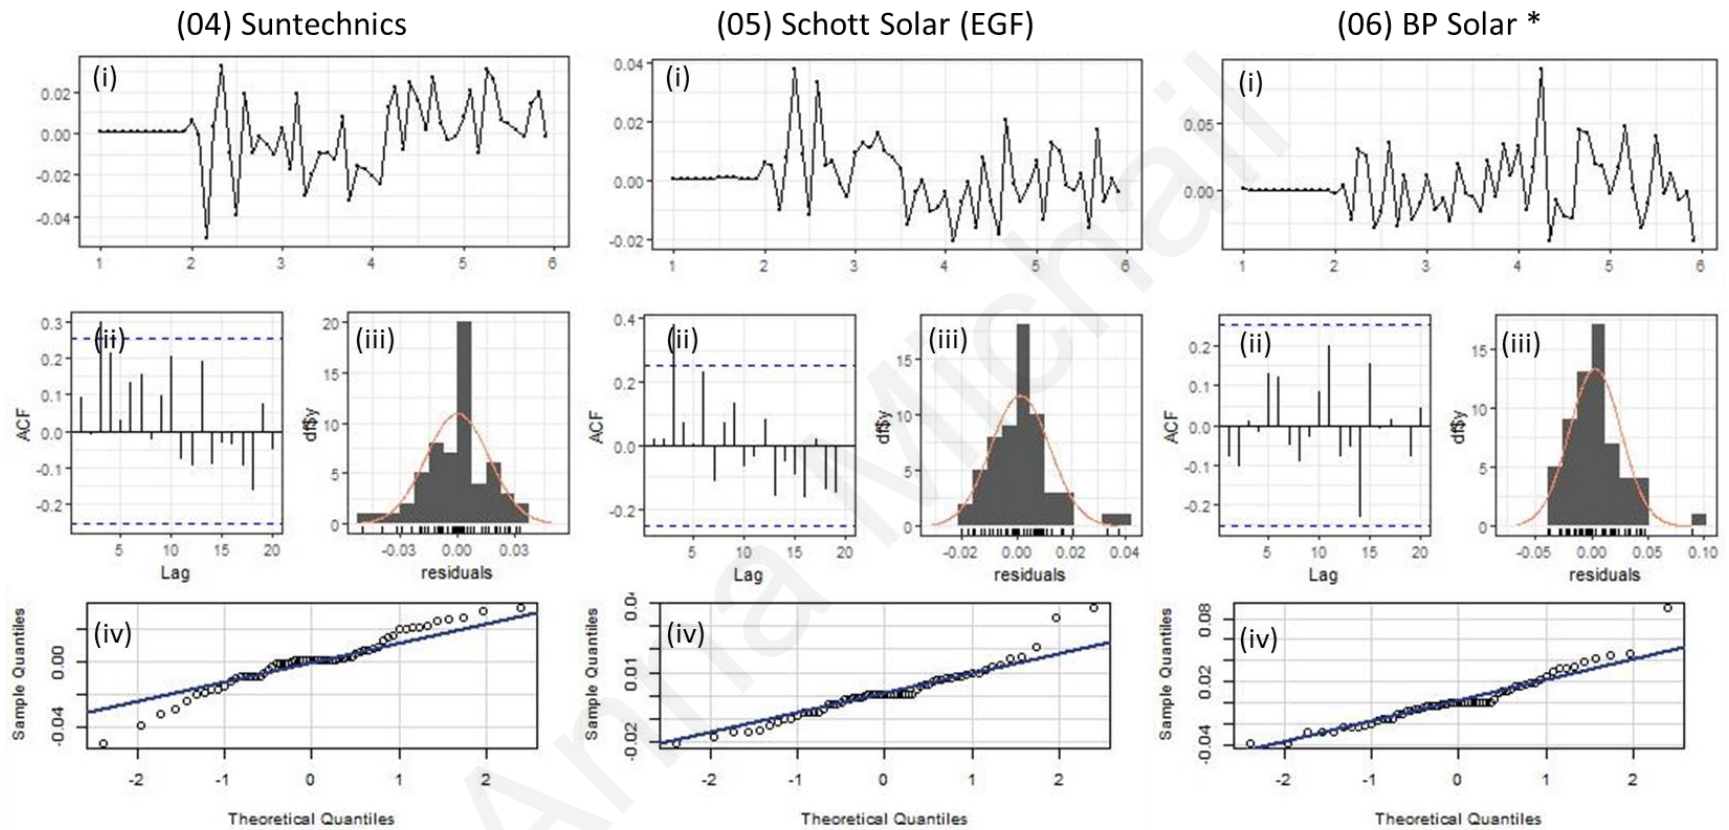 (04) Suntechnics
(05) Schott Solar (EGF)
(06) BP Solar *
(i)
0.02
0.00
-0.02
-0.04
1 2 3 4 5 6
(i)
0.04
0.02
0.00
-0.02
1 2 3 4 5 6
(i)
0.05
0.00
1 2 3 4 5 6
(ii)
ACF
0.3
0.2
0.1
0.0
-0.1
-0.2
5 10 15 20
Lag
(iii)
df$y
20
15
10
5
0
-0.03 0.00 0.03
residuals
(ii)
ACF
0.4
0.2
0.0
-0.2
5 10 15 20
Lag
(iii)
df$y
15
10
5
0
-0.02 0.00 0.02 0.04
residuals
(ii)
ACF
0.2
0.1
0.0
-0.1
-0.2
5 10 15 20
Lag
(iii)
df$y
15
10
5
0
-0.05 0.00 0.05 0.10
residuals
(iv)
Sample Quantiles
0.00
-0.04
-2 -1 0 1 2
Theoretical Quantiles
(iv)
Sample Quantiles
0.04
0.01
-0.02
-2 -1 0 1 2
Theoretical Quantiles
(iv)
Sample Quantiles
0.08
0.02
-0.04
-2 -1 0 1 2
Theoretical Quantiles
Anna Michail